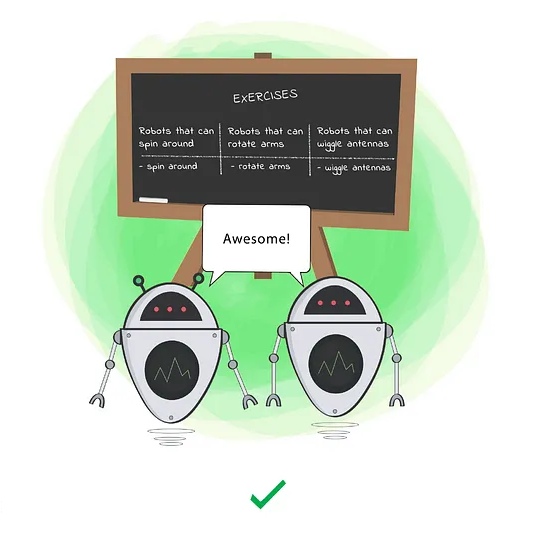 EXERCISES
Robots that can
spin around
- spin around
Robots that can
rotate arms
- rotate arms
Robots that can
wiggle antennas
- wiggle antennas
Awesome!